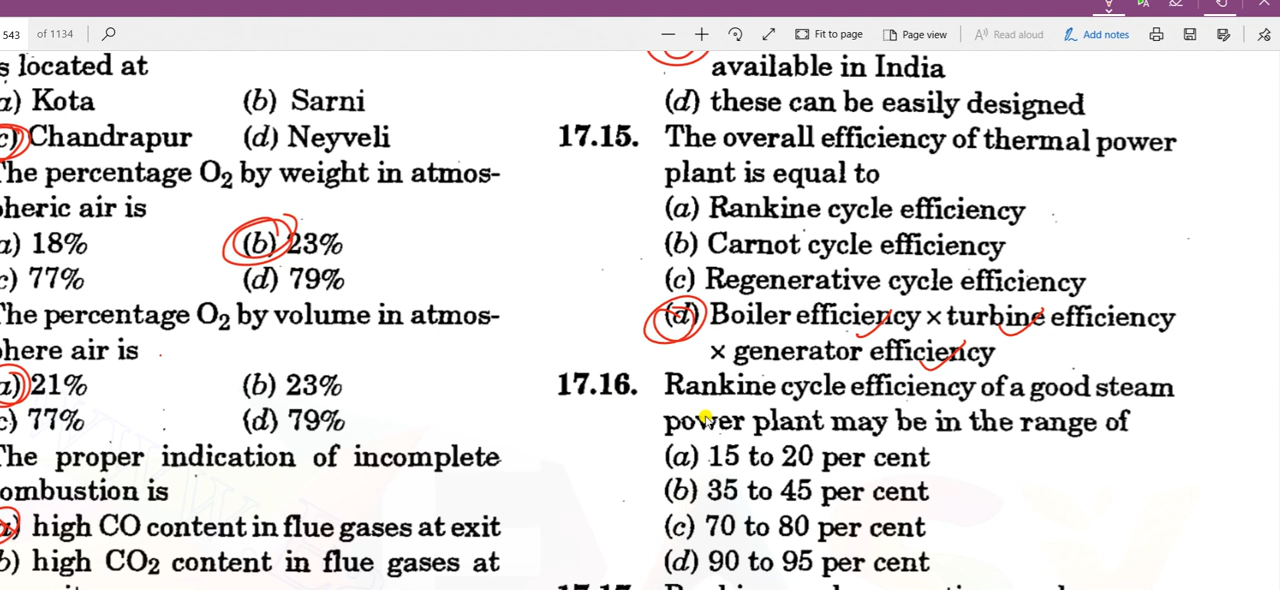 543 of 1134
Fit to page
Page view
Read aloud
Add notes
s located at
a) Kota (b) Sarni
c) Chandrapur (d) Neyveli
The percentage O2 by weight in atmos-
pheric air is
a) 18% (b) 23%
c) 77% (d) 79%
The percentage O2 by volume in atmos-
phere air is
a) 21% (b) 23%
c) 77% (d) 79%
The proper indication of incomplete
ombustion is
a) high CO content in flue gases at exit
b) high CO2 content in flue gases at
available in India
(d) these can be easily designed
17.15. The overall efficiency of thermal power
plant is equal to
(a) Rankine cycle efficiency
(b) Carnot cycle efficiency
(c) Regenerative cycle efficiency
(d) Boiler efficiency × turbine efficiency
× generator efficiency
17.16. Rankine cycle efficiency of a good steam
power plant may be in the range of
(a) 15 to 20 per cent
(b) 35 to 45 per cent
(c) 70 to 80 per cent
(d) 90 to 95 per cent